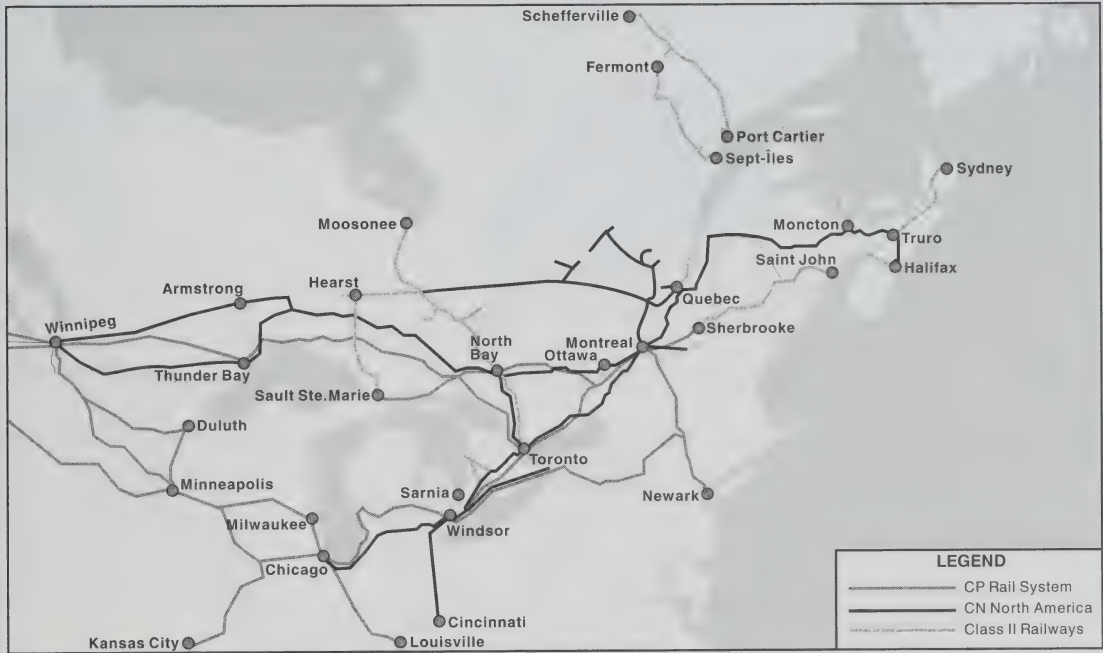 Schefferville
Fermont
Port Cartier
Sept-Îles
Sydney
Moosonee
Moncton
Truro
Saint John
Halifax
Hearst
Armstrong
Quebec
Winnipeg
Sherbrooke
North
Bay
Montreal
Ottawa
Thunder Bay
Sault Ste.Marie
Duluth
Toronto
Minneapolis
Sarnia
Newark
Milwaukee
Windsor
Chicago
Cincinnati
Kansas City
Louisville
LEGEND
CP Rail System
CN North America
Class II Railways